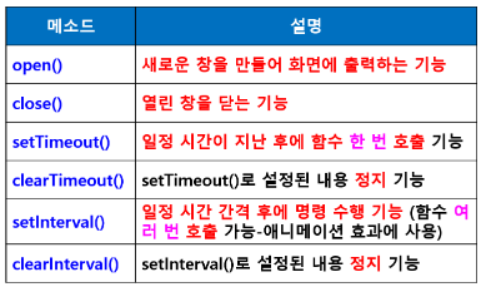 메소드 설명
open() 새로운 창을 만들어 화면에 출력하는 기능
close() 열린 창을 닫는 기능
setTimeout() 일정 시간이 지난 후에 함수 한 번 호출 기능
clearTimeout() setTimeout()로 설정된 내용 정지 기능
setInterval() 일정 시간 간격 후에 명령 수행 기능 (함수 여
러 번 호출 가능-애니메이션 효과에 사용)
clearInterval() setInterval()로 설정된 내용 정지 기능